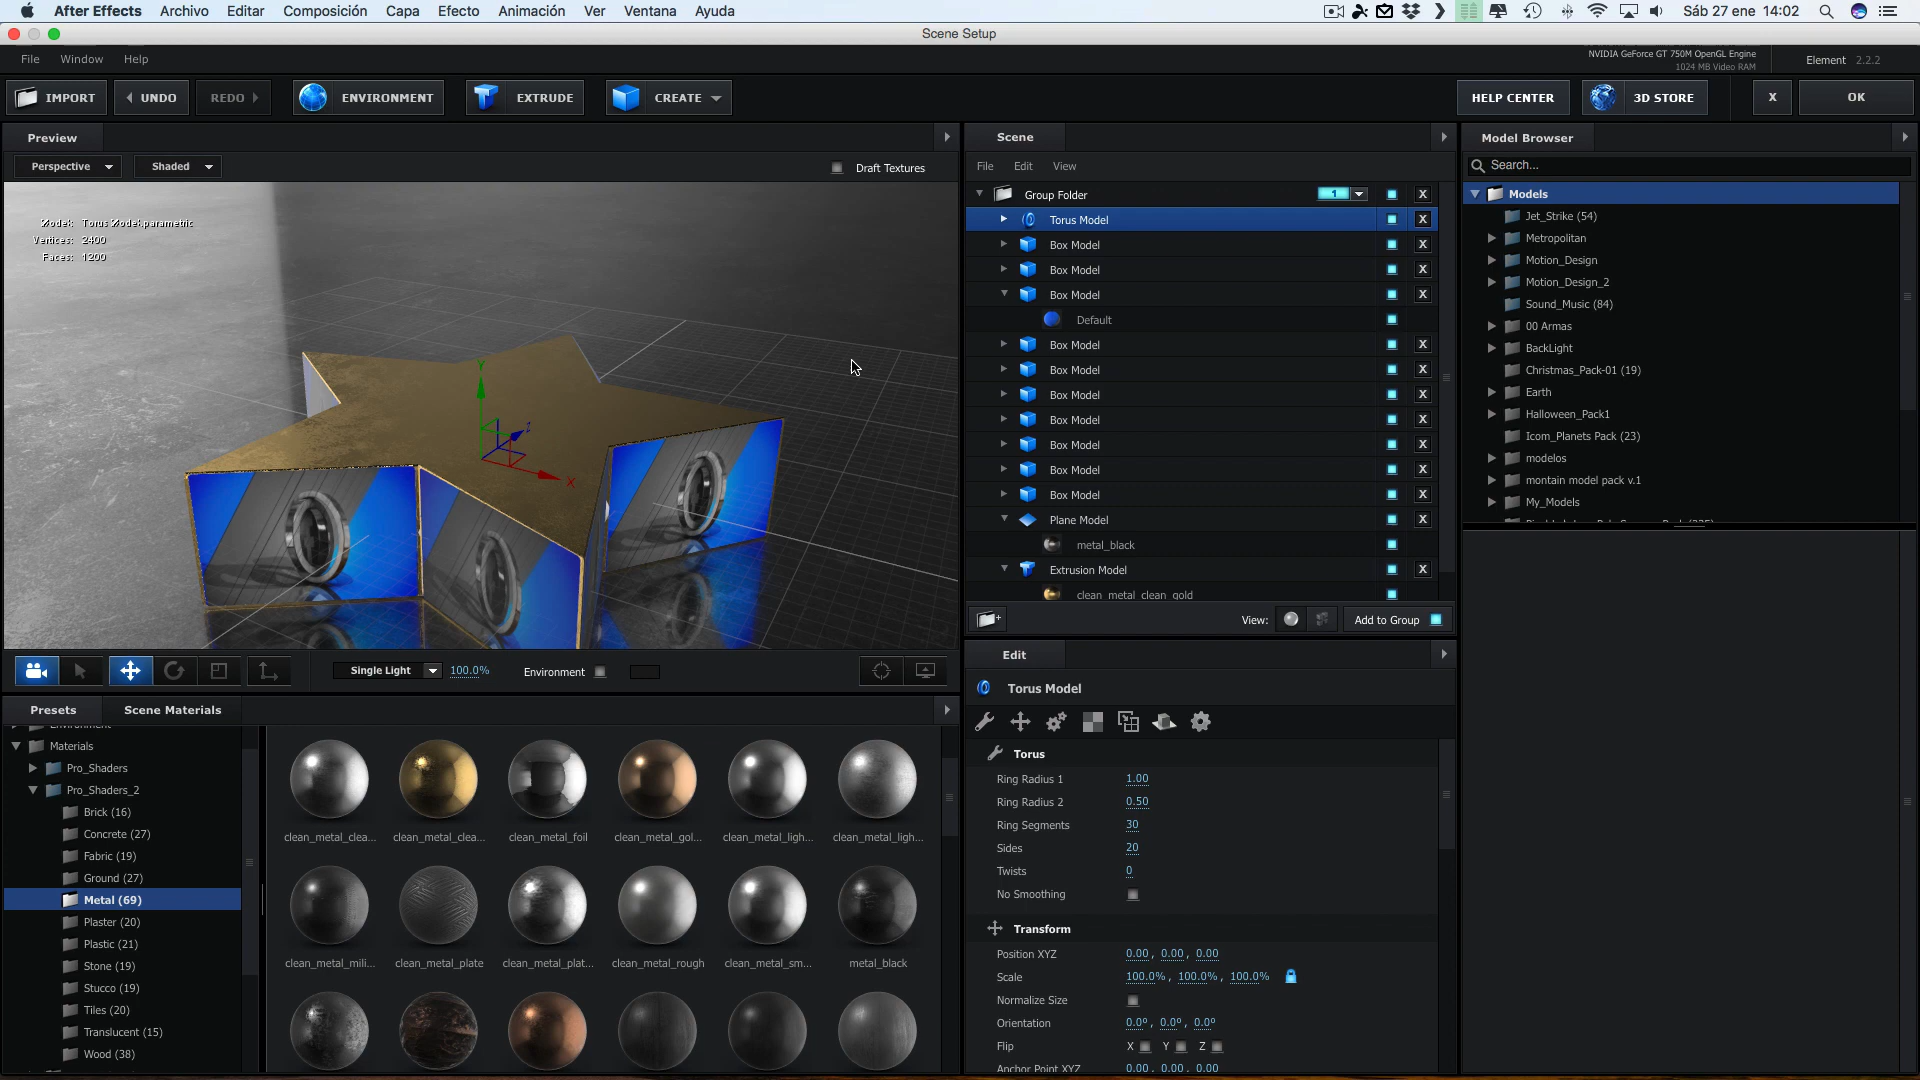 After Effects Archivo Editar Composición Capa Efecto Animación Ver Ventana Ayuda Sáb 27 ene 14:02
Scene Setup
File Window Help
NVIDIA GeForce GT 750M OpenGL Engine
1024 MB Video RAM
Element 2.2.2
IMPORT UNDO REDO ENVIRONMENT EXTRUDE CREATE HELP CENTER 3D STORE X OK
Preview
Perspective Shaded Draft Textures
Model: Torus Model.parametric
Vertices: 2400
Faces: 1200
Y
Z
X
Single Light 100.0% Environment
Presets Scene Materials
Materials
Pro_Shaders
Pro_Shaders_2
Brick (16)
Concrete (27)
Fabric (19)
Ground (27)
Metal (69)
Plaster (20)
Plastic (21)
Stone (19)
Stucco (19)
Tiles (20)
Translucent (15)
Wood (38)
clean_metal_clea... clean_metal_clea... clean_metal_foil clean_metal_gol... clean_metal_ligh... clean_metal_ligh...
clean_metal_mili... clean_metal_plate clean_metal_plat... clean_metal_rough clean_metal_sm... metal_black
Scene
File Edit View
Group Folder 1 X
Torus Model X
Box Model X
Box Model X
Box Model X
Default
Box Model X
Box Model X
Box Model X
Box Model X
Box Model X
Box Model X
Box Model X
Plane Model X
metal_black
Extrusion Model X
clean_metal_clean_gold
View: Add to Group
Edit
Torus Model
Torus
Ring Radius 1 1.00
Ring Radius 2 0.50
Ring Segments 30
Sides 20
Twists 0
No Smoothing
Transform
Position XYZ 0.00, 0.00, 0.00
Scale 100.0%, 100.0%, 100.0%
Normalize Size
Orientation 0.0º, 0.0º, 0.0º
Flip X Y Z
Anchor Point XYZ 0.00, 0.00, 0.00
Model Browser
Search...
Models
Jet_Strike (54)
Metropolitan
Motion_Design
Motion_Design_2
Sound_Music (84)
00 Armas
BackLight
Christmas_Pack-01 (19)
Earth
Halloween_Pack1
Icom_Planets Pack (23)
modelos
montain model pack v.1
My_Models